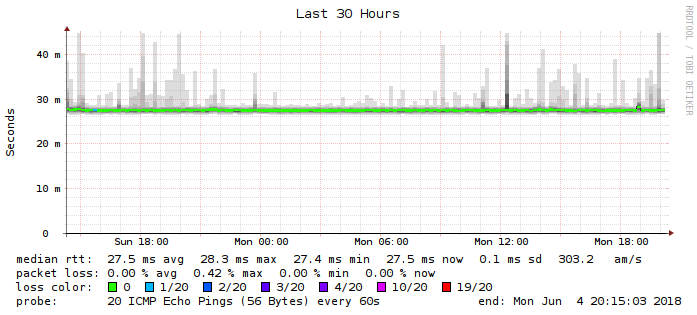 Last 30 Hours
RRDTOOL / TOBI OETIKER
Seconds
40 m
30 m
20 m
10 m
0
Sun 18:00 Mon 00:00 Mon 06:00 Mon 12:00 Mon 18:00
median rtt: 27.5 ms avg 28.3 ms max 27.4 ms min 27.5 ms now 0.1 ms sd 303.2 am/s
packet loss: 0.00 % avg 0.42 % max 0.00 % min 0.00 % now
loss color: 0 1/20 2/20 3/20 4/20 10/20 19/20
probe: 20 ICMP Echo Pings (56 Bytes) every 60s end: Mon Jun 4 20:15:03 2018